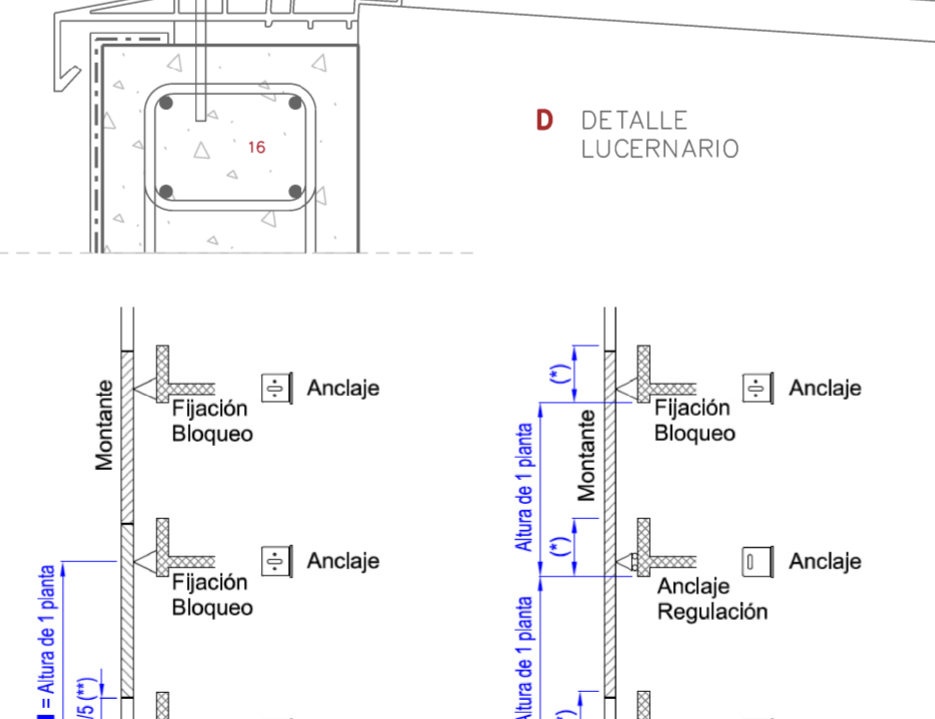 16
D DETALLE
LUCERNARIO
Montante
Fijación
Bloqueo
Anclaje
Fijación
Bloqueo
Anclaje
= Altura de 1 planta
/5 (**)
(*)
Altura de 1 planta
Montante
Fijación
Bloqueo
Anclaje
(*)
Anclaje
Regulación
Anclaje
Altura de 1 planta